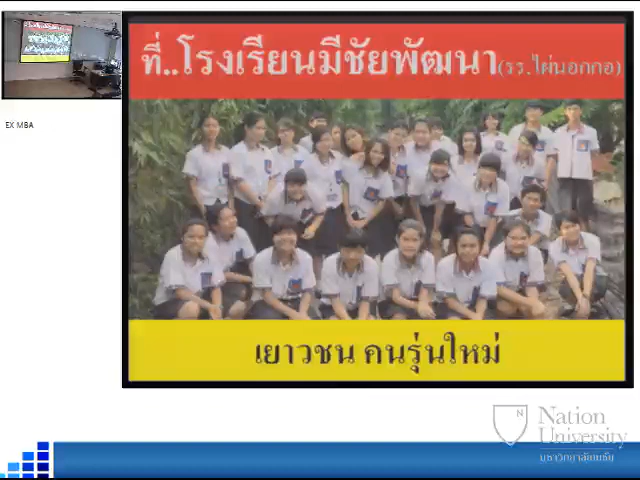 ที่..โรงเรียนมีชัยพัฒนา(รร.ไผ่นอกกอ)
EX MBA
เยาวชน คนรุ่นใหม่
N
Nation
University
มหาวิทยาลัยเนชั่น